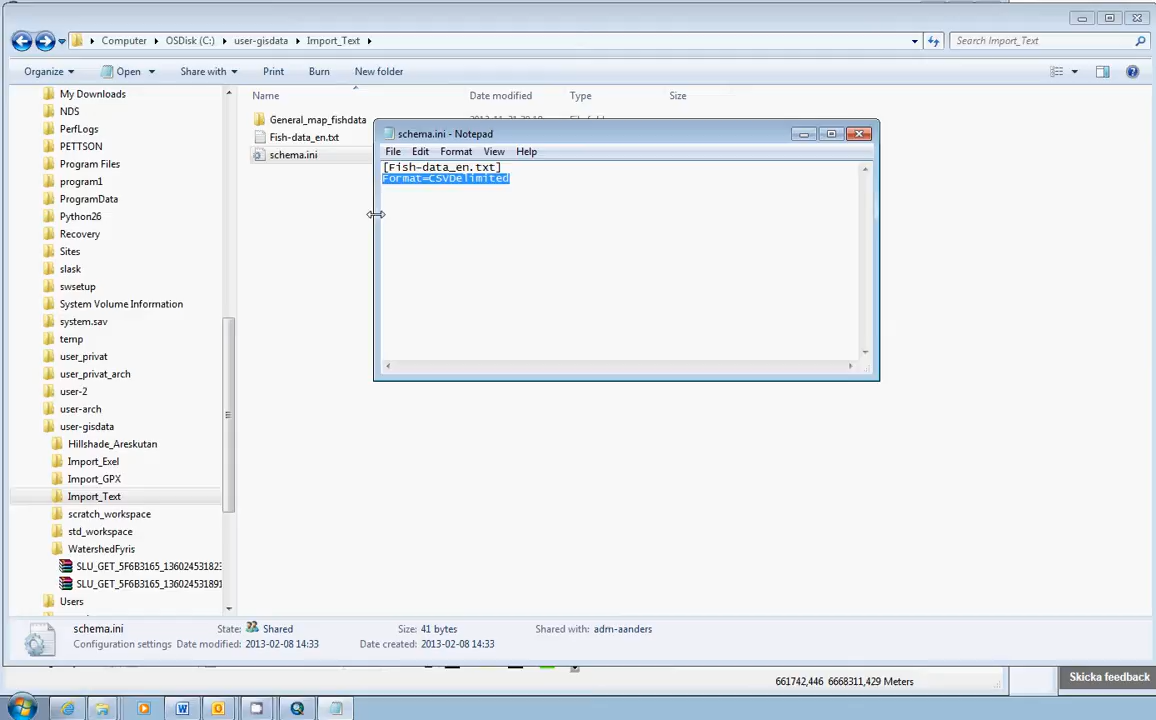 Computer ▸ OSDisk (C:) ▸ user-gisdata ▸ Import_Text ▸
Search Import_Text
Organize Open Share with Print Burn New folder
Name Date modified Type Size
My Downloads
NDS
PerfLogs
PETTSON
Program Files
program1
ProgramData
Python26
Recovery
Sites
slask
swsetup
System Volume Information
system.sav
temp
user_privat
user_privat_arch
user-2
user-arch
user-gisdata
Hillshade_Areskutan
Import_Exel
Import_GPX
Import_Text
scratch_workspace
std_workspace
WatershedFyris
SLU_GET_5F6B3165_13602453182
SLU_GET_5F6B3165_136024531891
Users
General_map_fishdata
Fish-data_en.txt
schema.ini
schema.ini - Notepad
File Edit Format View Help
[Fish-data_en.txt]
Format=CSVDelimited
schema.ini State: Shared Size: 41 bytes Shared with: adm-aanders
Configuration settings Date modified: 2013-02-08 14:33 Date created: 2013-02-08 14:33
661742,446 6668311,429 Meters
Skicka feedback